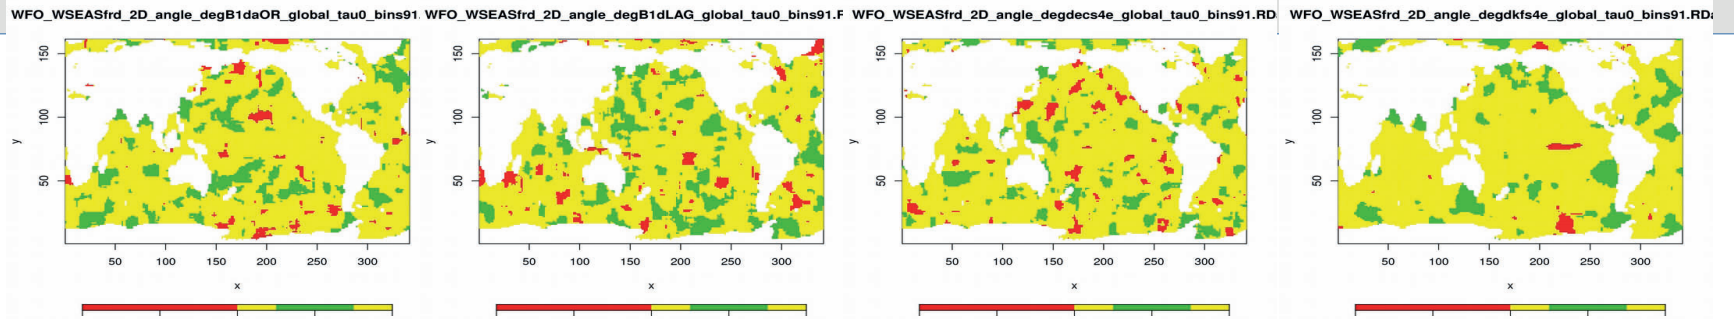 WFO_WSEASfrd_2D_angle_degB1daOR_global_tau0_bins91.
WFO_WSEASfrd_2D_angle_degB1dLAG_global_tau0_bins91.F
WFO_WSEASfrd_2D_angle_degdecs4e_global_tau0_bins91.RD
WFO_WSEASfrd_2D_angle_degdkfs4e_global_tau0_bins91.RDa
y
150
100
50
50 100 150 200 250 300
x
y
150
100
50
50 100 150 200 250 300
x
y
150
100
50
50 100 150 200 250 300
x
y
150
100
50
50 100 150 200 250 300
x